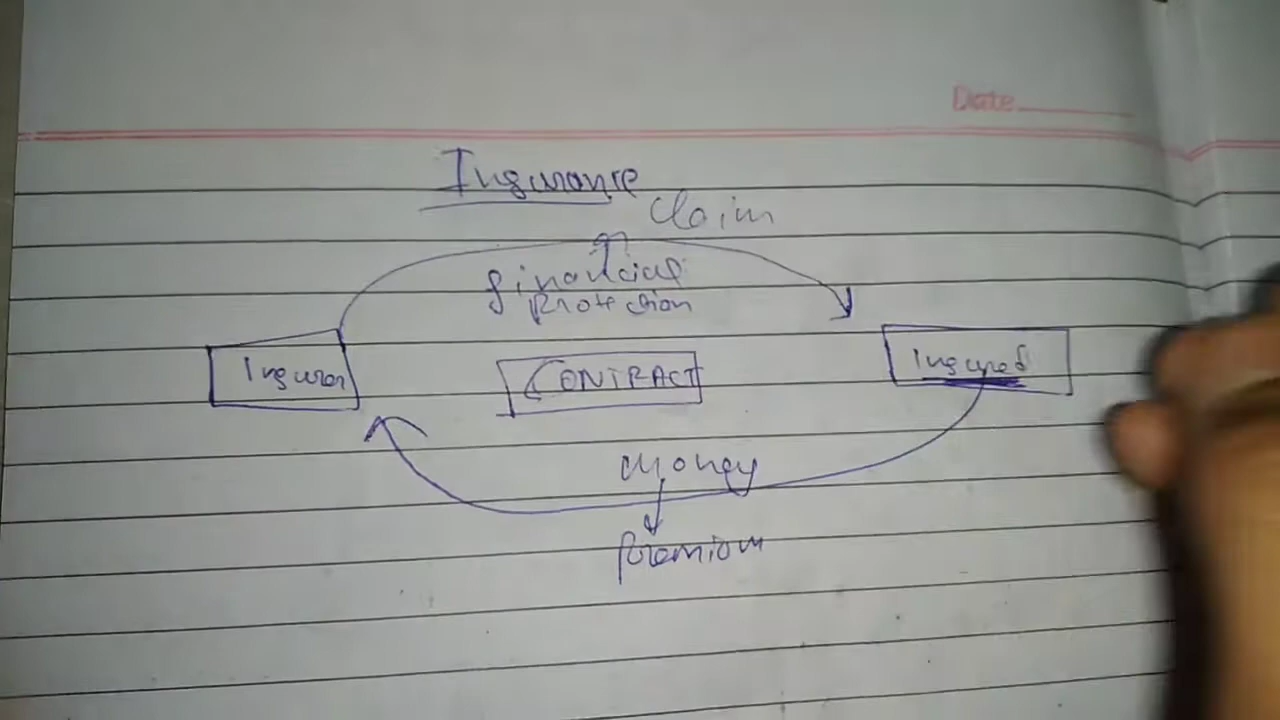 Date
Insurance
Claim
financial
Protection
Insurer
CONTRACT
Insured
money
premium